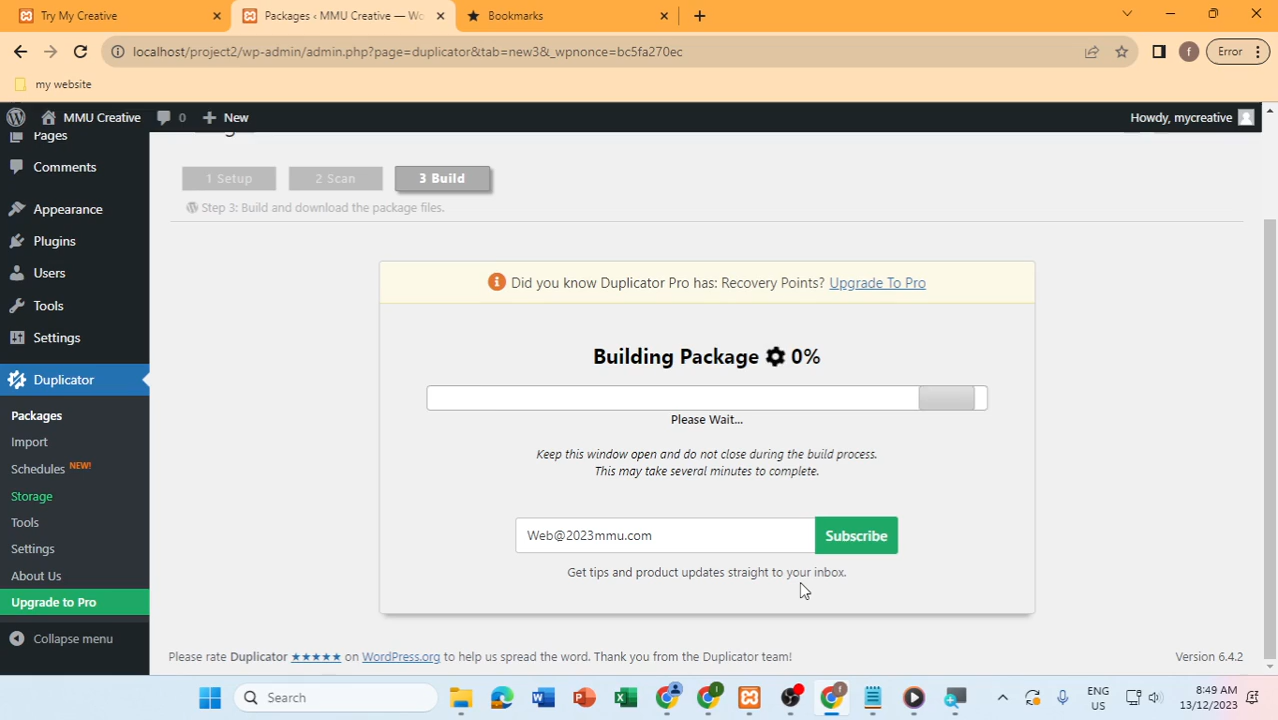 Try My Creative
Packages ‹ MMU Creative — Wo
Bookmarks
localhost/project2/wp-admin/admin.php?page=duplicator&tab=new3&_wpnonce=bc5fa270ec
f
Error
my website
MMU Creative
0
New
Howdy, mycreative
Pages
Comments
Appearance
Plugins
Users
Tools
Settings
Duplicator
Packages
Import
Schedules NEW!
Storage
Tools
Settings
About Us
Upgrade to Pro
Collapse menu
1 Setup
2 Scan
3 Build
Step 3: Build and download the package files.
Did you know Duplicator Pro has: Recovery Points? Upgrade To Pro
Building Package 0%
Please Wait...
Keep this window open and do not close during the build process.
This may take several minutes to complete.
Web@2023mmu.com
Subscribe
Get tips and product updates straight to your inbox.
Please rate Duplicator ★★★★★ on WordPress.org to help us spread the word. Thank you from the Duplicator team!
Version 6.4.2
Search
ENG
US
8:49 AM
13/12/2023